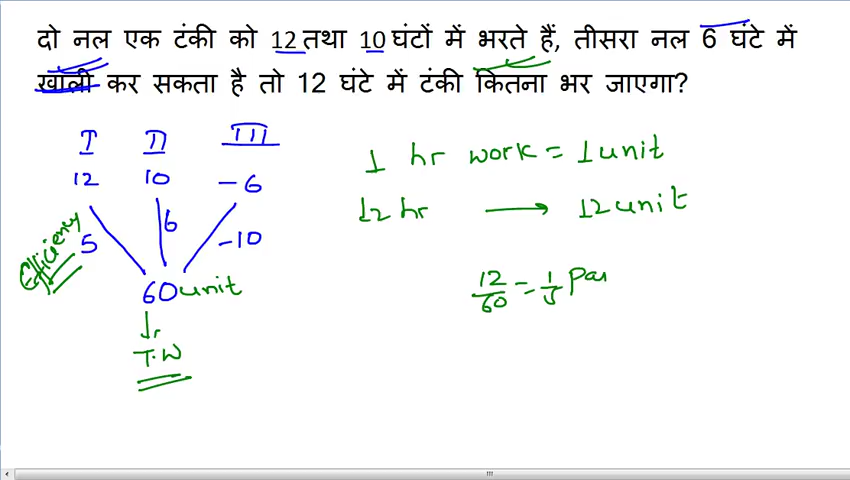 दो नल एक टंकी को 12 तथा 10 घंटों में भरते हैं, तीसरा नल 6 घंटे में
खाली कर सकता है तो 12 घंटे में टंकी कितना भर जाएगा?
I II III
12 10 -6
1 hr work = 1 unit
12 hr → 12 unit
Efficiency 5 6 -10
60 unit
12/60 = 1/5 Par
T.W